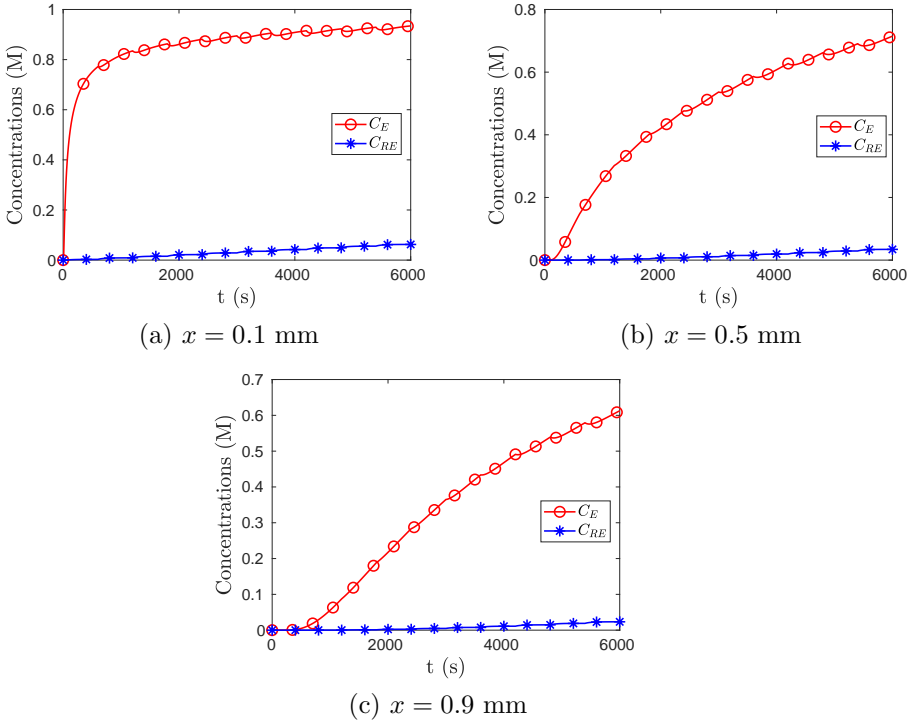 1
0.8
0.6
0.4
0.2
0
0 2000 4000 6000
Concentrations (M)
t (s)
C_E
C_RE
(a) x = 0.1 mm
0.8
0.6
0.4
0.2
0
0 2000 4000 6000
Concentrations (M)
t (s)
C_E
C_RE
(b) x = 0.5 mm
0.7
0.6
0.5
0.4
0.3
0.2
0.1
0
0 2000 4000 6000
Concentrations (M)
t (s)
C_E
C_RE
(c) x = 0.9 mm